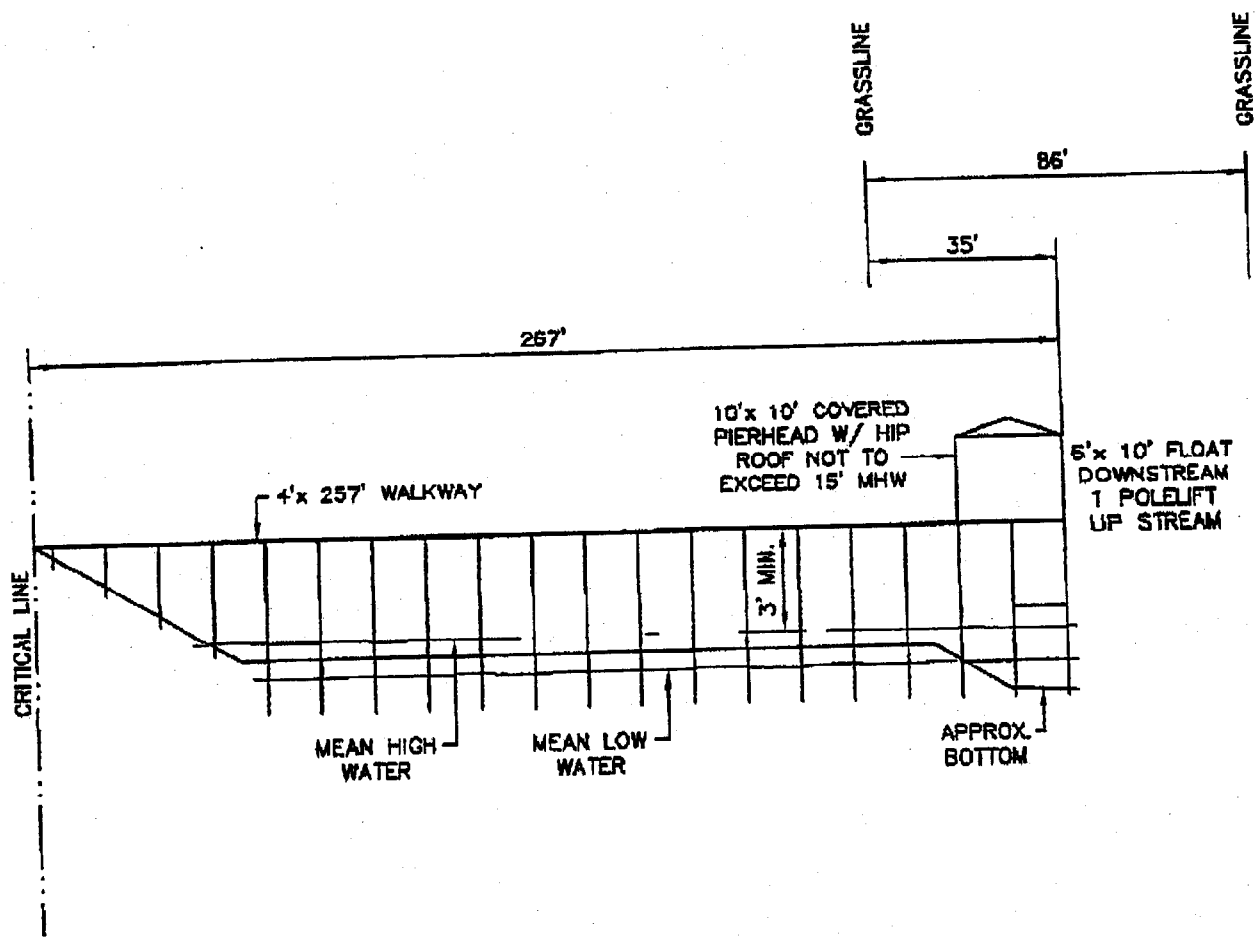 GRASSLINE
GRASSLINE
86'
35'
267'
10'x 10' COVERED
PIERHEAD W/ HIP
ROOF NOT TO
EXCEED 15' MHW
6'x 10' FLOAT
DOWNSTREAM
1 POLELIFT
UP STREAM
4'x 257' WALKWAY
3' MIN.
CRITICAL LINE
MEAN HIGH
WATER
MEAN LOW
WATER
APPROX.
BOTTOM